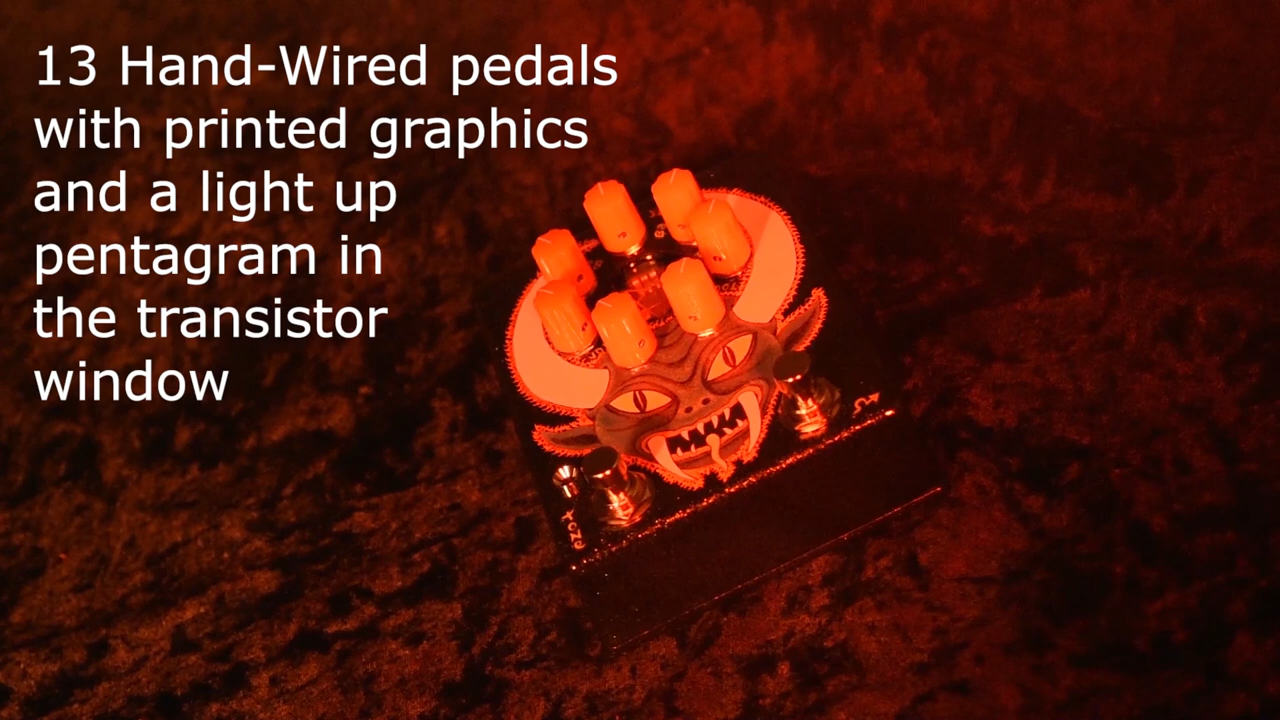 13 Hand-Wired pedals
with printed graphics
and a light up
pentagram in
the transistor
window